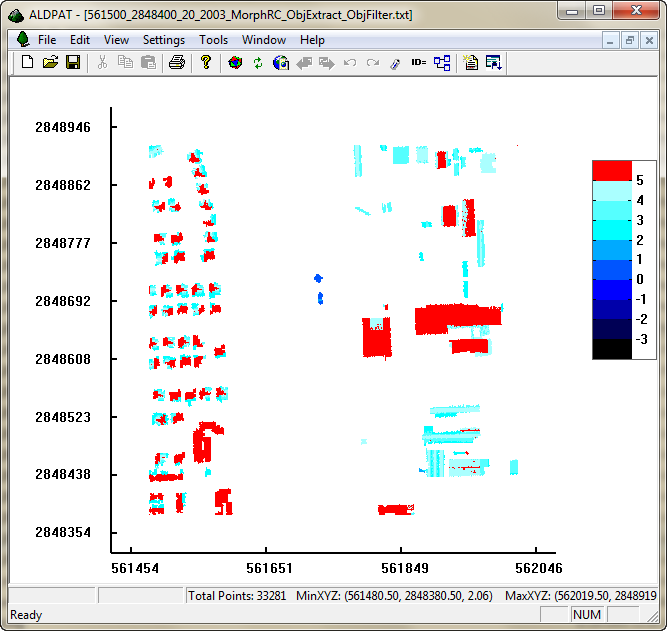 ALDPAT - [561500_2848400_20_2003_MorphRC_ObjExtract_ObjFilter.txt]
File Edit View Settings Tools Window Help
ID=
2848946
2848862
2848777
2848692
2848608
2848523
2848438
2848354
561454 561651 561849 562046
5
4
3
2
1
0
-1
-2
-3
Total Points: 33281 MinXYZ: (561480.50, 2848380.50, 2.06) MaxXYZ: (562019.50, 2848919
Ready NUM